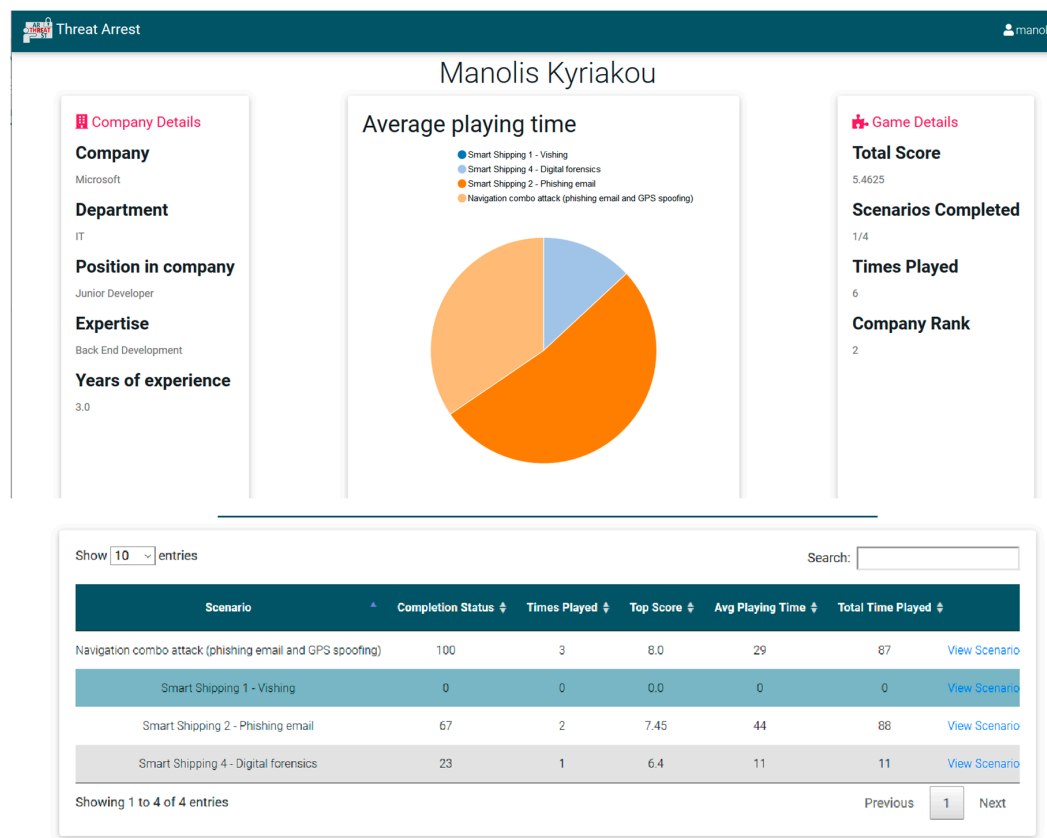 AR
THREAT
ST
Threat Arrest
manol
Manolis Kyriakou
Company Details
Company
Microsoft
Department
IT
Position in company
Junior Developer
Expertise
Back End Development
Years of experience
3.0
Average playing time
Smart Shipping 1 - Vishing
Smart Shipping 4 - Digital forensics
Smart Shipping 2 - Phishing email
Navigation combo attack (phishing email and GPS spoofing)
Game Details
Total Score
5.4625
Scenarios Completed
1/4
Times Played
6
Company Rank
2
Show 10 entries Search:
Scenario Completion Status Times Played Top Score Avg Playing Time Total Time Played
Navigation combo attack (phishing email and GPS spoofing) 100 3 8.0 29 87 View Scenario
Smart Shipping 1 - Vishing 0 0 0.0 0 0 View Scenario
Smart Shipping 2 - Phishing email 67 2 7.45 44 88 View Scenario
Smart Shipping 4 - Digital forensics 23 1 6.4 11 11 View Scenario
Showing 1 to 4 of 4 entries Previous 1 Next